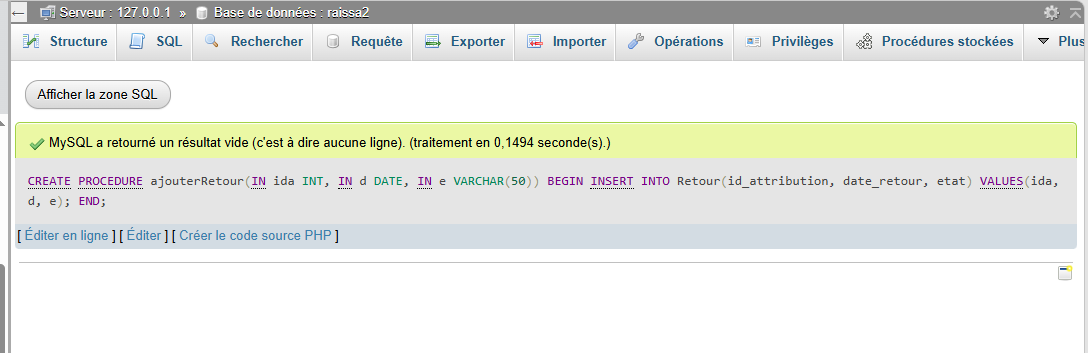 Serveur : 127.0.0.1 » Base de données : raissa2
Structure SQL Rechercher Requête Exporter Importer Opérations Privilèges Procédures stockées Plus
Afficher la zone SQL
MySQL a retourné un résultat vide (c'est à dire aucune ligne). (traitement en 0,1494 seconde(s).)
CREATE PROCEDURE ajouterRetour(IN ida INT, IN d DATE, IN e VARCHAR(50)) BEGIN INSERT INTO Retour(id_attribution, date_retour, etat) VALUES(ida,
d, e); END;
[ Éditer en ligne ] [ Éditer ] [ Créer le code source PHP ]